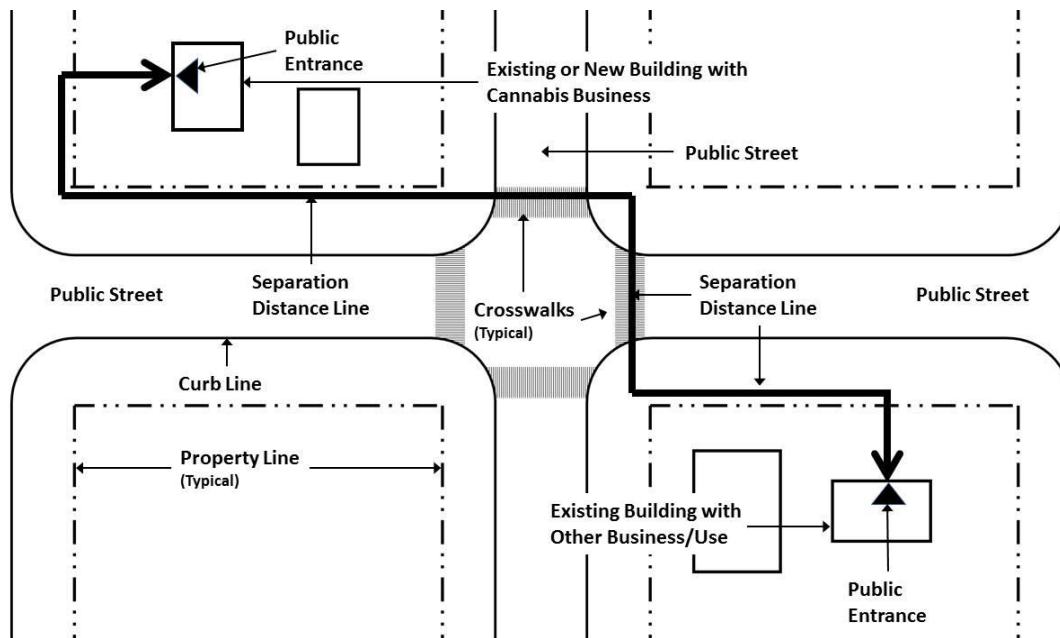 Public
Entrance
Existing or New Building with
Cannabis Business
Public Street
Separation
Distance Line
Public Street
Crosswalks
(Typical)
Separation
Distance Line
Public Street
Curb Line
Property Line
(Typical)
Existing Building with
Other Business/Use
Public
Entrance